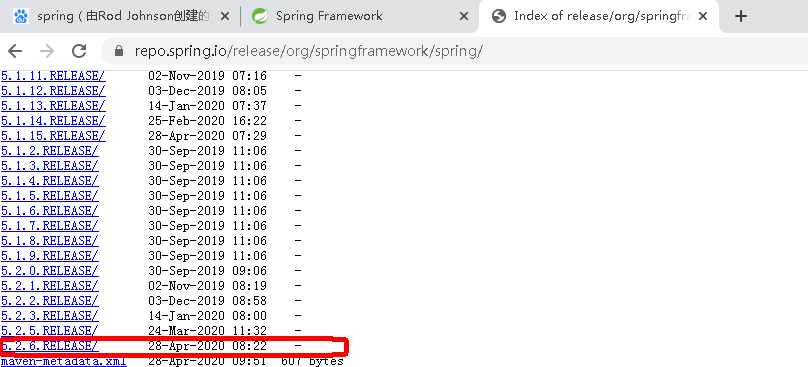 spring（由Rod Johnson创建的
Spring Framework
Index of release/org/springfra
repo.spring.io/release/org/springframework/spring/
5.1.11.RELEASE/ 02-Nov-2019 07:16 -
5.1.12.RELEASE/ 03-Dec-2019 08:05 -
5.1.13.RELEASE/ 14-Jan-2020 07:37 -
5.1.14.RELEASE/ 25-Feb-2020 16:22 -
5.1.15.RELEASE/ 28-Apr-2020 07:29 -
5.1.2.RELEASE/ 30-Sep-2019 11:06 -
5.1.3.RELEASE/ 30-Sep-2019 11:06 -
5.1.4.RELEASE/ 30-Sep-2019 11:06 -
5.1.5.RELEASE/ 30-Sep-2019 11:06 -
5.1.6.RELEASE/ 30-Sep-2019 11:06 -
5.1.7.RELEASE/ 30-Sep-2019 11:06 -
5.1.8.RELEASE/ 30-Sep-2019 11:06 -
5.1.9.RELEASE/ 30-Sep-2019 11:06 -
5.2.0.RELEASE/ 30-Sep-2019 09:06 -
5.2.1.RELEASE/ 02-Nov-2019 08:19 -
5.2.2.RELEASE/ 03-Dec-2019 08:58 -
5.2.3.RELEASE/ 14-Jan-2020 08:00 -
5.2.5.RELEASE/ 24-Mar-2020 11:32 -
5.2.6.RELEASE/ 28-Apr-2020 08:22 -
maven-metadata.xml 28-Apr-2020 09:51 607 bytes